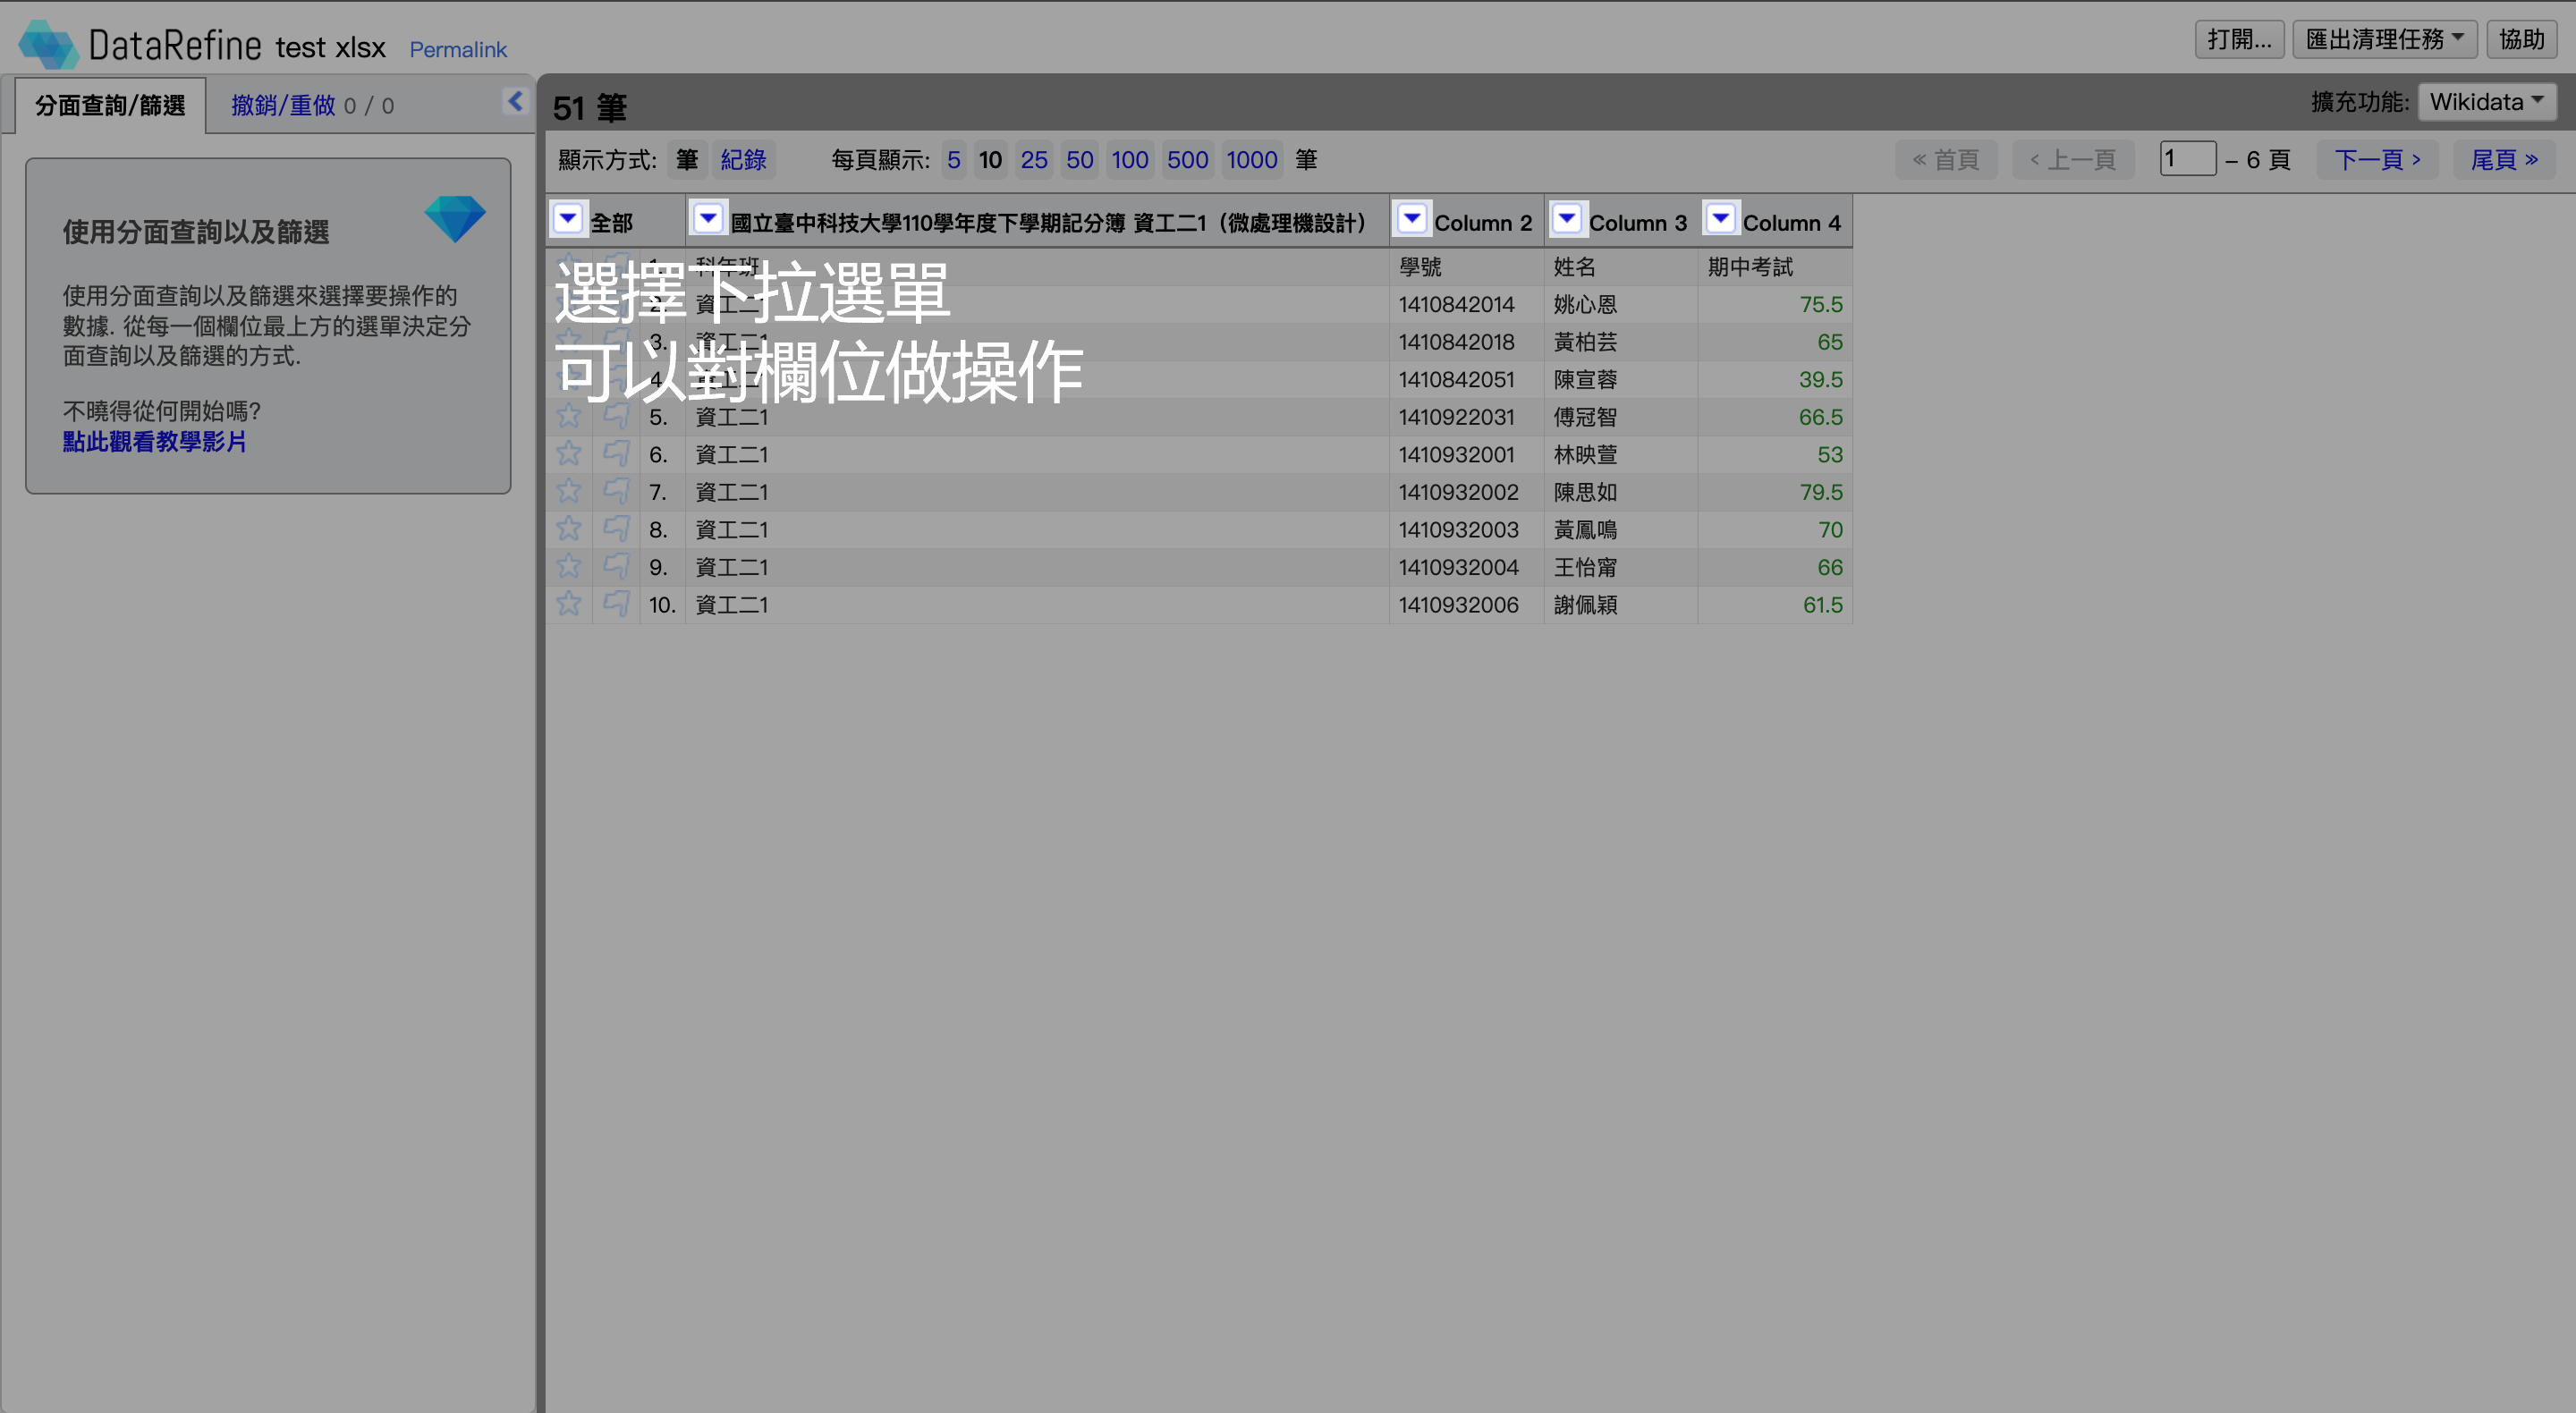 DataRefine test xlsx Permalink
打開... 匯出清理任務 協助
分面查詢/篩選 撤銷/重做 0 / 0
51 筆
擴充功能: Wikidata
顯示方式: 筆 紀錄 每頁顯示: 5 10 25 50 100 500 1000 筆
« 首頁 ‹ 上一頁 1 – 6 頁 下一頁 › 尾頁 »
使用分面查詢以及篩選
使用分面查詢以及篩選來選擇要操作的
數據. 從每一個欄位最上方的選單決定分
面查詢以及篩選的方式.
不曉得從何開始嗎?
點此觀看教學影片
全部 國立臺中科技大學110學年度下學期記分簿 資工二1（微處理機設計） Column 2 Column 3 Column 4
選擇下拉選單
可以對欄位做操作
1. 科年班 學號 姓名 期中考試
2. 資工二1 1410842014 姚心恩 75.5
3. 資工二1 1410842018 黃柏芸 65
4. 資工二1 1410842051 陳宣蓉 39.5
5. 資工二1 1410922031 傅冠智 66.5
6. 資工二1 1410932001 林映萱 53
7. 資工二1 1410932002 陳思如 79.5
8. 資工二1 1410932003 黃鳳鳴 70
9. 資工二1 1410932004 王怡甯 66
10. 資工二1 1410932006 謝佩穎 61.5